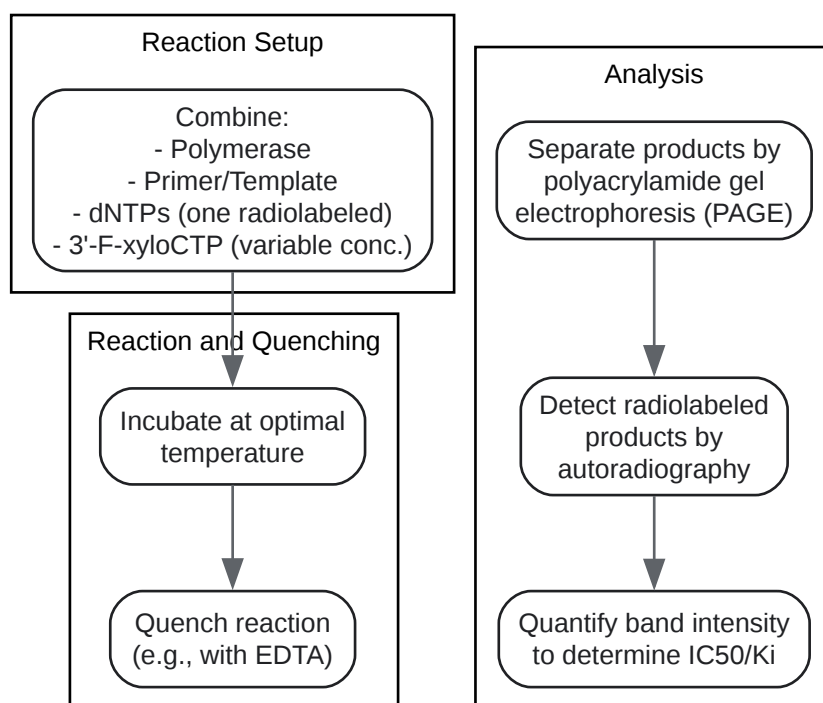 Reaction Setup
Combine:
- Polymerase
- Primer/Template
- dNTPs (one radiolabeled)
- 3'-F-xyloCTP (variable conc.)
Reaction and Quenching
Incubate at optimal
temperature
Quench reaction
(e.g., with EDTA)
Analysis
Separate products by
polyacrylamide gel
electrophoresis (PAGE)
Detect radiolabeled
products by
autoradiography
Quantify band intensity
to determine IC50/Ki